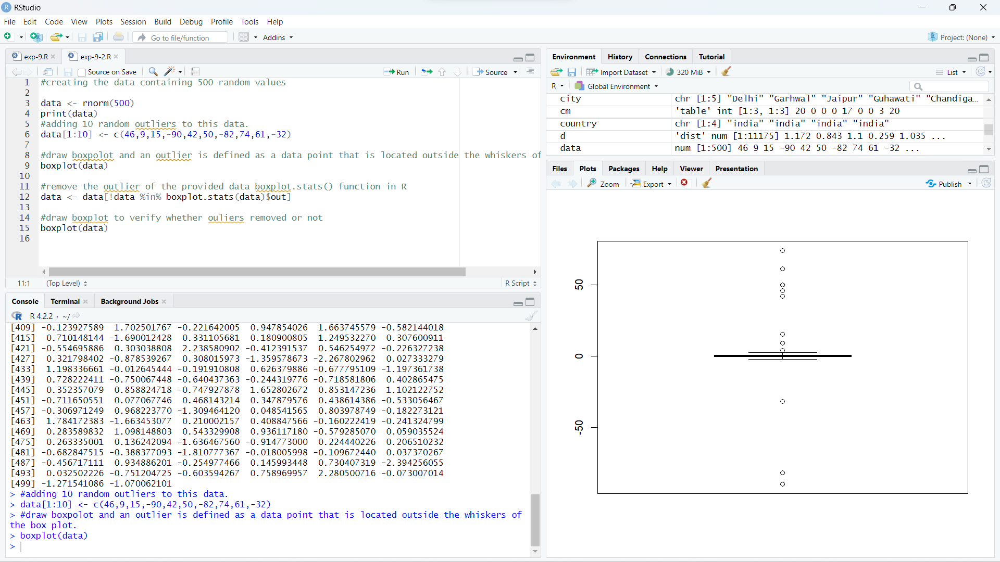 RStudio
File Edit Code View Plots Session Build Debug Profile Tools Help
Go to file/function Addins Project: (None)
exp-9.R exp-9-2.R
Source on Save Run Source
1 #creating the data containing 500 random values
2
3 data <- rnorm(500)
4 print(data)
5 #adding 10 random outliers to this data.
6 data[1:10] <- c(46,9,15,-90,42,50,-82,74,61,-32)
7
8 #draw boxpolot and an outlier is defined as a data point that is located outside the whiskers of
9 boxplot(data)
10
11 #remove the outlier of the provided data boxplot.stats() function in R
12 data <- data[!data %in% boxplot.stats(data)$out]
13
14 #draw boxplot to verify whether ouliers removed or not
15 boxplot(data)
16
11:1 (Top Level) R Script
Console Terminal Background Jobs
R 4.2.2 · ~/
[409] -0.123927589 1.702501767 -0.221642005 0.947854026 1.663745579 -0.582144018
[415] 0.710148144 -1.690012428 0.331105681 0.180900805 1.249532270 0.307600911
[421] -0.554695886 0.303038808 2.238580902 -0.412391537 0.546254972 -0.226327238
[427] 0.321798402 -0.878539267 0.308015973 -1.359578673 -2.267802962 0.027333279
[433] 1.198336661 -0.012645444 -0.191910808 0.626379886 -0.677795109 -1.197361738
[439] 0.728222411 -0.750067448 -0.640437363 -0.244319776 -0.718581806 0.402865475
[445] 0.352357079 0.858824718 -0.747927878 1.652802672 0.853147236 1.102122752
[451] -0.711650551 0.077067746 0.468143214 0.347879576 0.438614386 -0.533056467
[457] -0.306971249 0.968223770 -1.309464120 0.048541565 0.803978749 -0.182273121
[463] 1.784172383 -1.663453077 0.210002157 0.408847566 -0.160222419 -0.241324799
[469] 0.283589832 1.098148803 0.543329908 0.936117180 -0.579285070 0.059035524
[475] 0.263335001 0.136242094 -1.636467560 -0.914773000 0.224440226 0.206510232
[481] -0.682847515 -0.388377093 -1.810777367 -0.018005998 -0.109672440 0.037370267
[487] -0.456717111 0.934886201 -0.254977466 0.145993448 0.730407319 -2.394256055
[493] 0.032502226 -0.751204725 -0.603594267 0.758969957 2.280500716 -0.073007014
[499] -1.271541086 -1.070062101
> #adding 10 random outliers to this data.
> data[1:10] <- c(46,9,15,-90,42,50,-82,74,61,-32)
> #draw boxpolot and an outlier is defined as a data point that is located outside the whiskers of
the box plot.
> boxplot(data)
>
Environment History Connections Tutorial
Import Dataset 320 MiB List
R Global Environment
city chr [1:5] "Delhi" "Garhwal" "Jaipur" "Guhawati" "Chandiga...
cm 'table' int [1:3, 1:3] 20 0 0 0 17 0 0 3 20
country chr [1:4] "india" "india" "india" "india"
d 'dist' num [1:11175] 1.172 0.843 1.1 0.259 1.035 ...
data num [1:500] 46 9 15 -90 42 50 -82 74 61 -32 ...
Files Plots Packages Help Viewer Presentation
Zoom Export Publish
50
0
-50